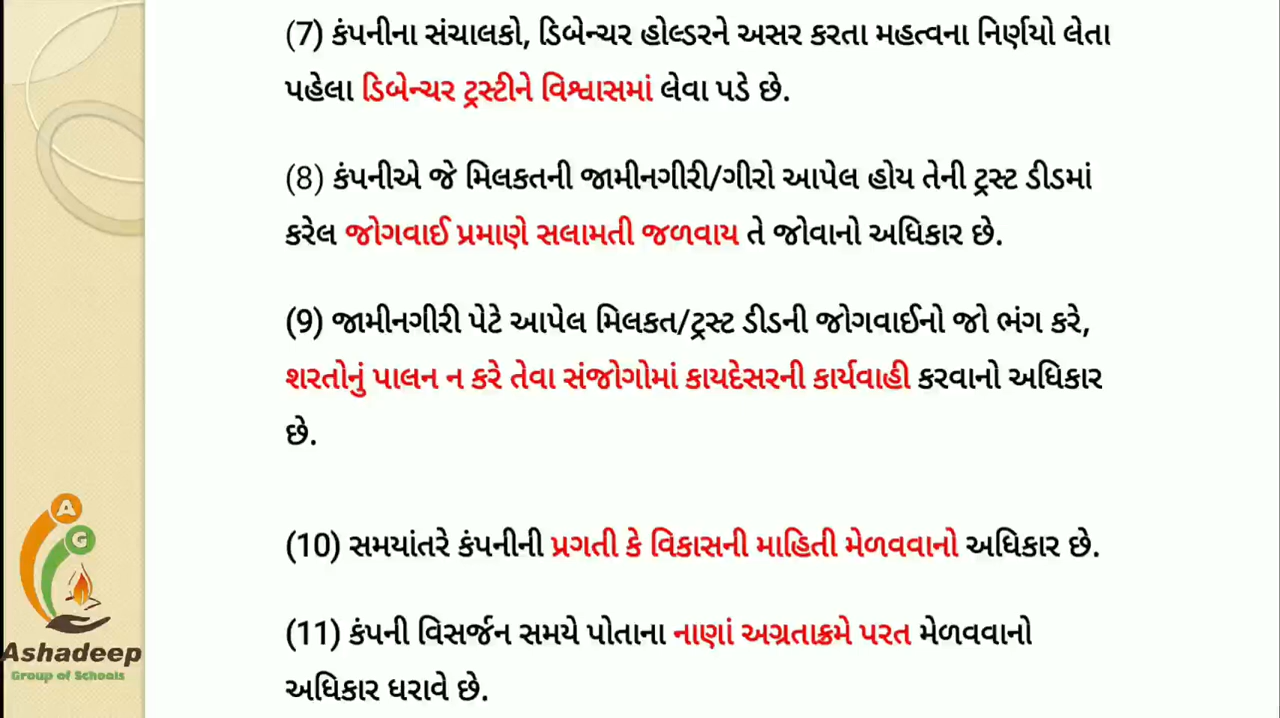 (7) કંપનીના સંચાલકો, ડિબેન્ચર હોલ્ડરને અસર કરતા મહત્વના નિર્ણયો લેતા
પહેલા ડિબેન્ચર ટ્રસ્ટીને વિશ્વાસમાં લેવા પડે છે.
(8) કંપનીએ જે મિલકતની જામીનગીરી/ગીરો આપેલ હોય તેની ટ્રસ્ટ ડીડમાં
કરેલ જોગવાઈ પ્રમાણે સલામતી જળવાય તે જોવાનો અધિકાર છે.
(9) જામીનગીરી પેટે આપેલ મિલકત/ટ્રસ્ટ ડીડની જોગવાઈનો જો ભંગ કરે,
શરતોનું પાલન ન કરે તેવા સંજોગોમાં કાયદેસરની કાર્યવાહી કરવાનો અધિકાર
છે.
(10) સમયાંતરે કંપનીની પ્રગતી કે વિકાસની માહિતી મેળવવાનો અધિકાર છે.
(11) કંપની વિસર્જન સમયે પોતાના નાણાં અગ્રતાક્રમે પરત મેળવવાનો
અધિકાર ધરાવે છે.
A
G
Ashadeep
Group of Schools